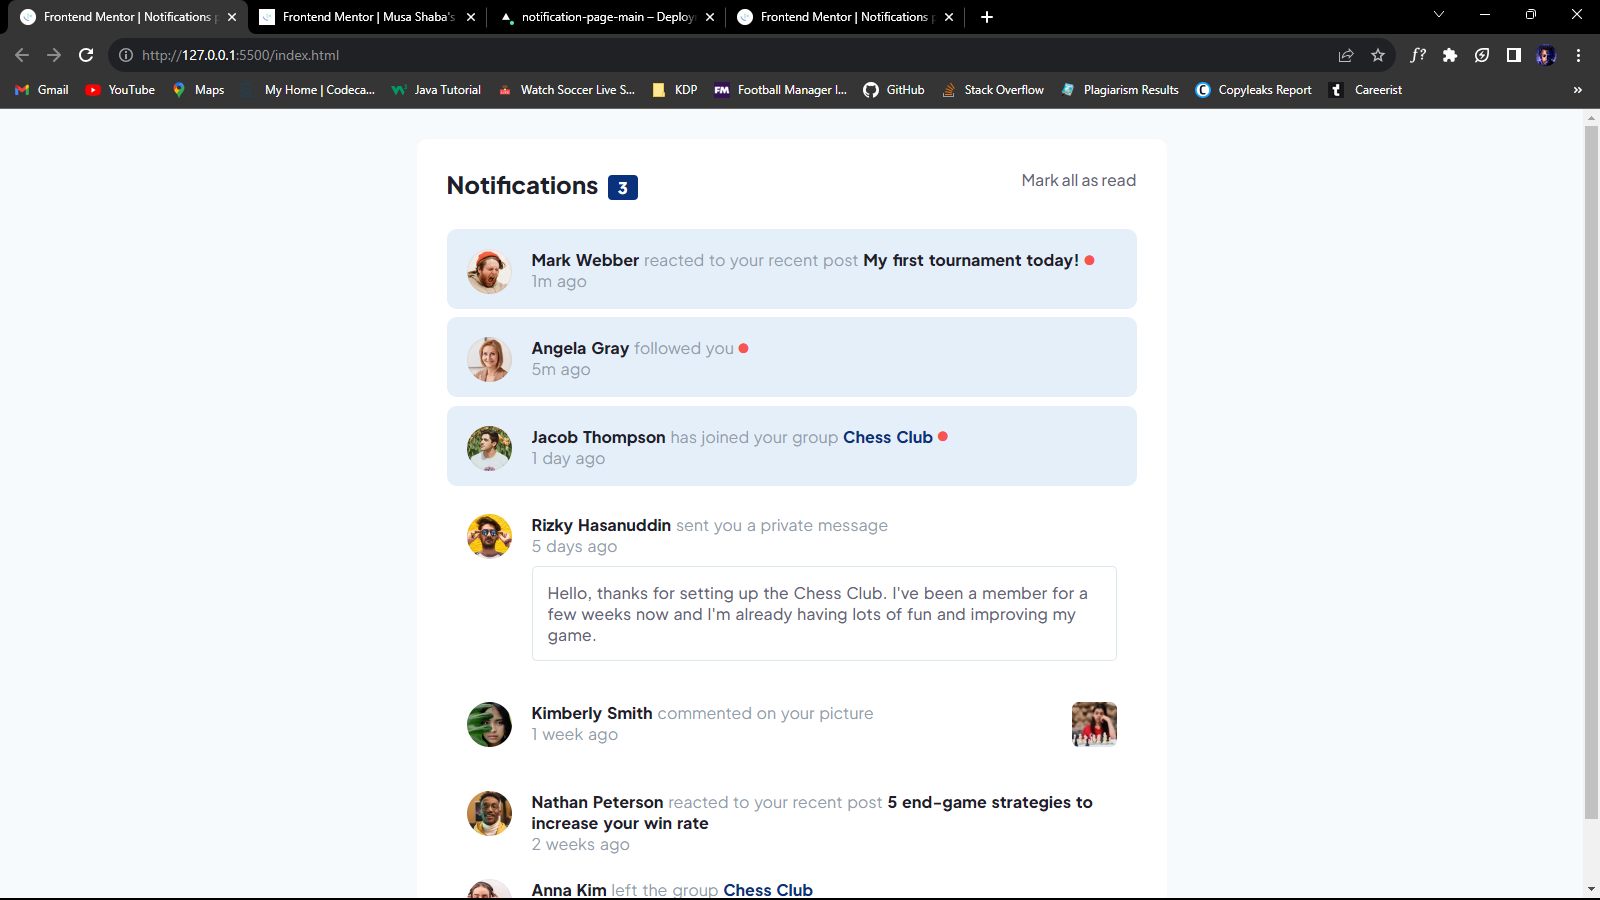 Frontend Mentor | Notifications p
Frontend Mentor | Musa Shaba's
notification-page-main – Deploym
Frontend Mentor | Notifications p
http://127.0.0.1:5500/index.html
f?
Gmail
YouTube
Maps
My Home | Codeca...
Java Tutorial
Watch Soccer Live S...
KDP
FM Football Manager I...
GitHub
Stack Overflow
Plagiarism Results
C Copyleaks Report
t Careerist
»
Notifications 3
Mark all as read
Mark Webber reacted to your recent post My first tournament today!
1m ago
Angela Gray followed you
5m ago
Jacob Thompson has joined your group Chess Club
1 day ago
Rizky Hasanuddin sent you a private message
5 days ago
Hello, thanks for setting up the Chess Club. I've been a member for a
few weeks now and I'm already having lots of fun and improving my
game.
Kimberly Smith commented on your picture
1 week ago
Nathan Peterson reacted to your recent post 5 end-game strategies to
increase your win rate
2 weeks ago
Anna Kim left the group Chess Club